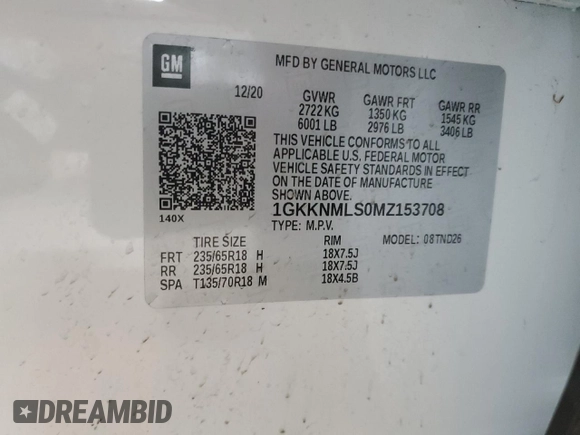 GM
MFD BY GENERAL MOTORS LLC
12/20 GVWR GAWR FRT GAWR RR
2722 KG 1350 KG 1545 KG
6001 LB 2976 LB 3406 LB
THIS VEHICLE CONFORMS TO ALL
APPLICABLE U.S. FEDERAL MOTOR
VEHICLE SAFETY STANDARDS IN EFFECT
ON THE DATE OF MANUFACTURE
SHOWN ABOVE.
140X 1GKKNMLS0MZ153708
TYPE: M.P.V. MODEL: 08TND26
TIRE SIZE RIM
FRT 235/65R18 H 18X7.5J
RR 235/65R18 H 18X7.5J
SPA T135/70R18 M 18X4.5B
DREAMBID